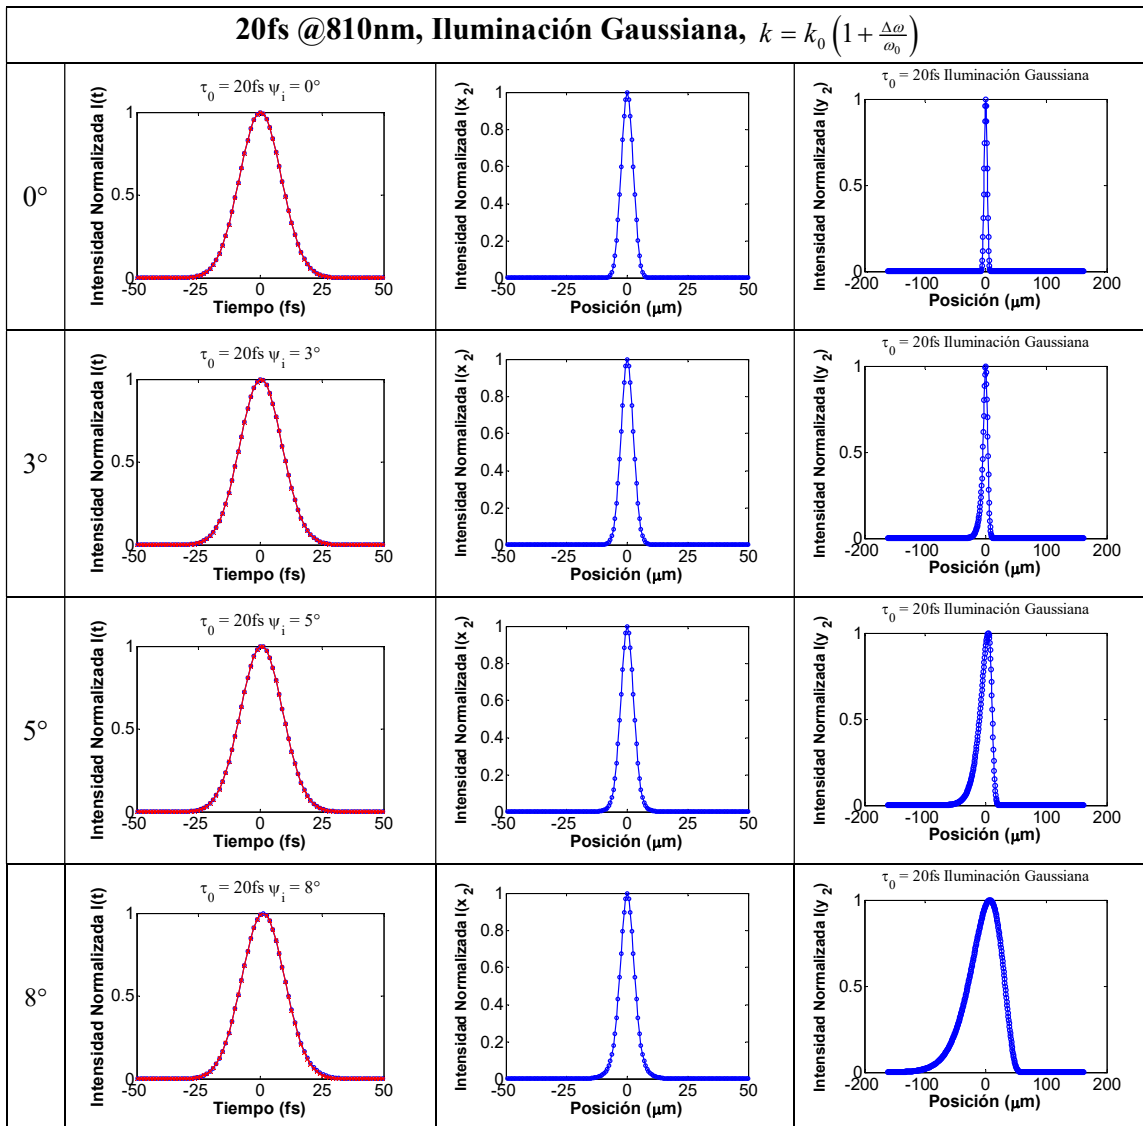 20fs @810nm, Iluminación Gaussiana, k = k₀ (1 + Δω/ω₀)
0°
τ₀ = 20fs ψᵢ = 0°
Intensidad Normalizada I(t)
1
0.5
0
-50 -25 0 25 50
Tiempo (fs)
Intensidad Normalizada I(x₂)
1
0.8
0.6
0.4
0.2
0
-50 -25 0 25 50
Posición (μm)
τ₀ = 20fs Iluminación Gaussiana
Intensidad Normalizada I(y₂)
1
0.5
0
-200 -100 0 100 200
Posición (μm)
3°
τ₀ = 20fs ψᵢ = 3°
Intensidad Normalizada I(t)
1
0.5
0
-50 -25 0 25 50
Tiempo (fs)
Intensidad Normalizada I(x₂)
1
0.8
0.6
0.4
0.2
0
-50 -25 0 25 50
Posición (μm)
τ₀ = 20fs Iluminación Gaussiana
Intensidad Normalizada I(y₂)
1
0.5
0
-200 -100 0 100 200
Posición (μm)
5°
τ₀ = 20fs ψᵢ = 5°
Intensidad Normalizada I(t)
1
0.5
0
-50 -25 0 25 50
Tiempo (fs)
Intensidad Normalizada I(x₂)
1
0.8
0.6
0.4
0.2
0
-50 -25 0 25 50
Posición (μm)
τ₀ = 20fs Iluminación Gaussiana
Intensidad Normalizada I(y₂)
1
0.5
0
-200 -100 0 100 200
Posición (μm)
8°
τ₀ = 20fs ψᵢ = 8°
Intensidad Normalizada I(t)
1
0.5
0
-50 -25 0 25 50
Tiempo (fs)
Intensidad Normalizada I(x₂)
1
0.8
0.6
0.4
0.2
0
-50 -25 0 25 50
Posición (μm)
τ₀ = 20fs Iluminación Gaussiana
Intensidad Normalizada I(y₂)
1
0.5
0
-200 -100 0 100 200
Posición (μm)